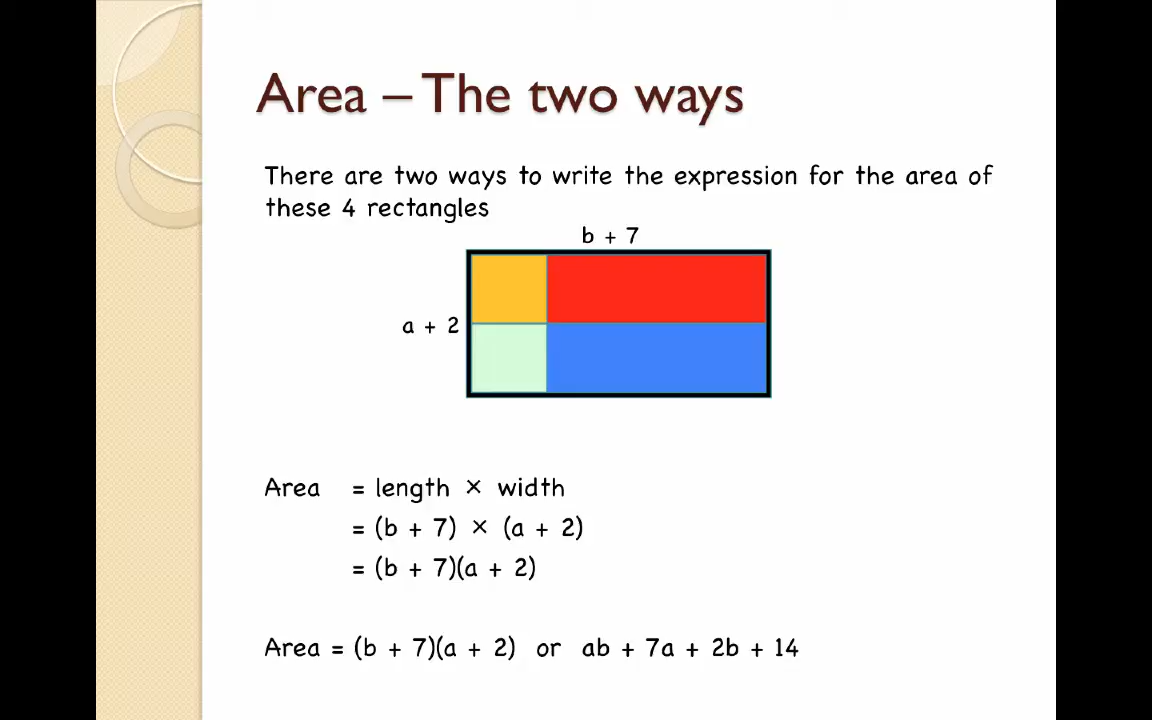 Area – The two ways
There are two ways to write the expression for the area of
these 4 rectangles
b + 7
a + 2
Area = length × width
= (b + 7) × (a + 2)
= (b + 7)(a + 2)
Area = (b + 7)(a + 2) or ab + 7a + 2b + 14